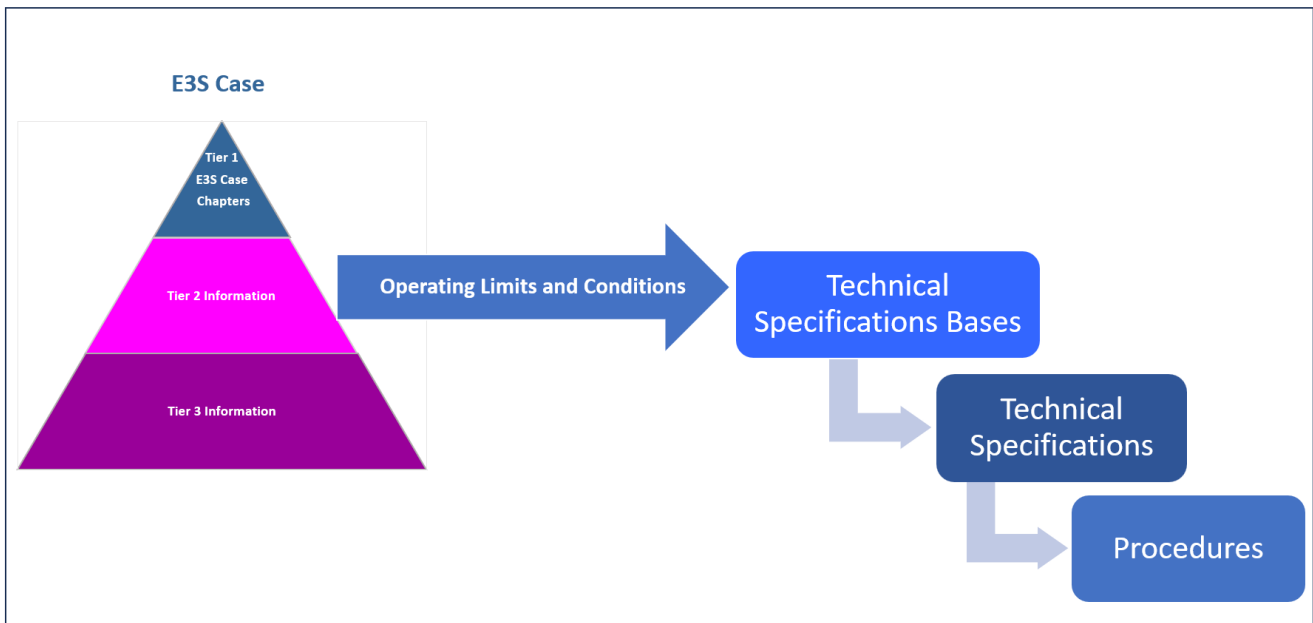 E3S Case
Tier 1
E3S Case
Chapters
Tier 2 Information
Tier 3 Information
Operating Limits and Conditions
Technical
Specifications Bases
Technical
Specifications
Procedures